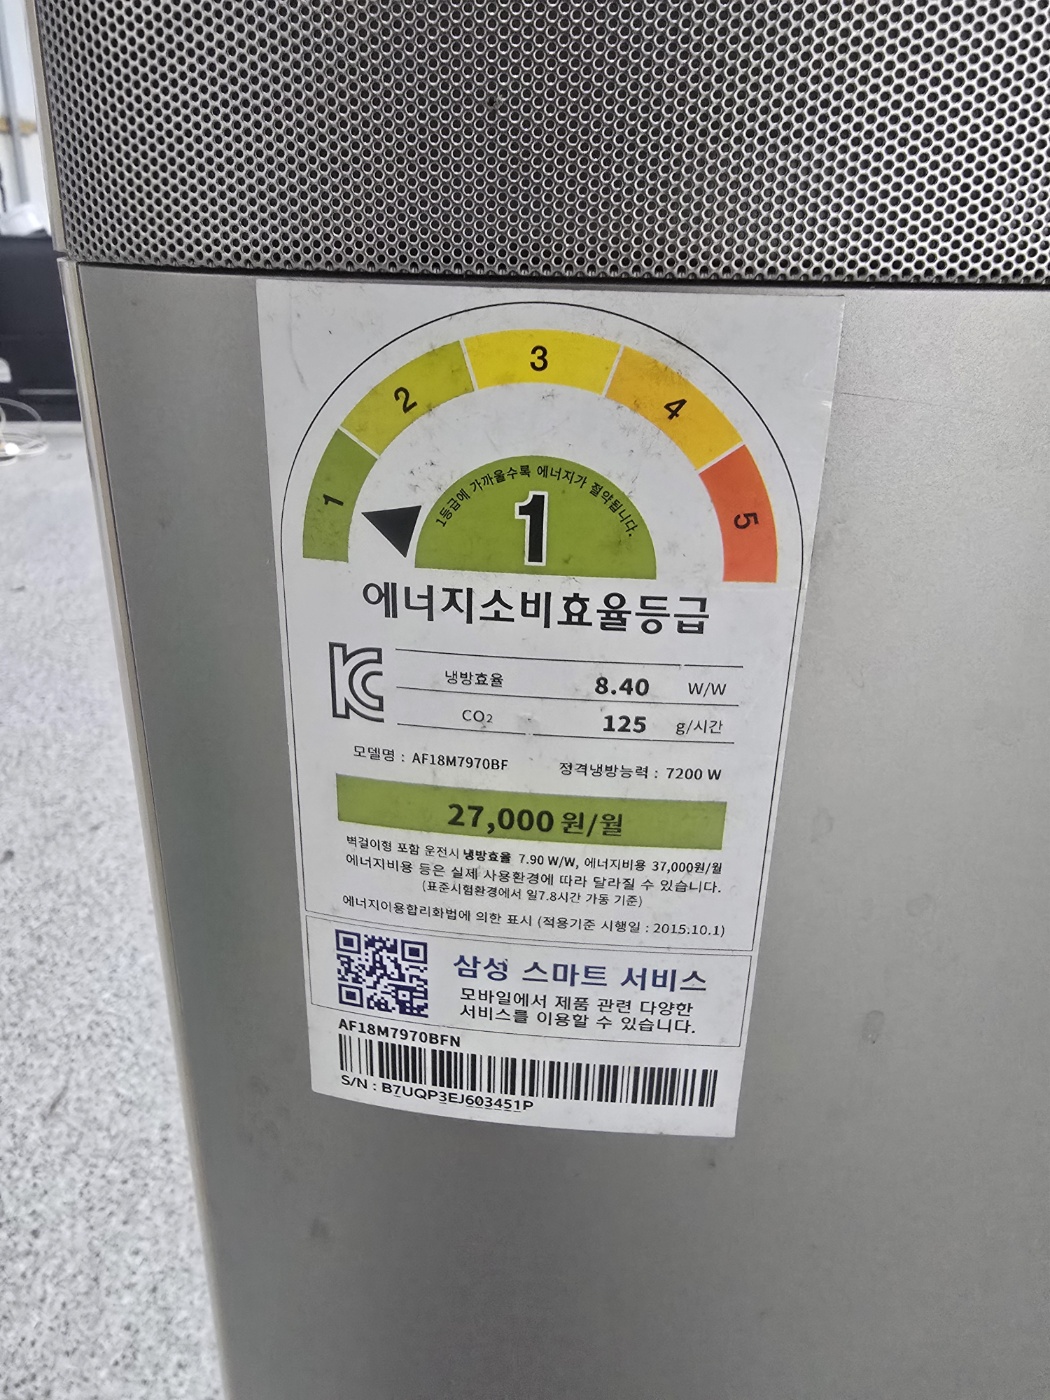 1
2
3
4
5
1등급에 가까울수록 에너지가 절약됩니다.
1
에너지소비효율등급
냉방효율 8.40 W/W
CO₂ 125 g/시간
모델명 : AF18M7970BF 정격냉방능력 : 7200 W
27,000 원/월
벽걸이형 포함 운전시 냉방효율 7.90 W/W, 에너지비용 37,000원/월
에너지비용 등은 실제 사용환경에 따라 달라질 수 있습니다.
(표준시험환경에서 일7.8시간 가동 기준)
에너지이용합리화법에 의한 표시 (적용기준 시행일 : 2015.10.1)
삼성 스마트 서비스
모바일에서 제품 관련 다양한
서비스를 이용할 수 있습니다.
AF18M7970BFN
S/N : B7UQP3EJ603451P